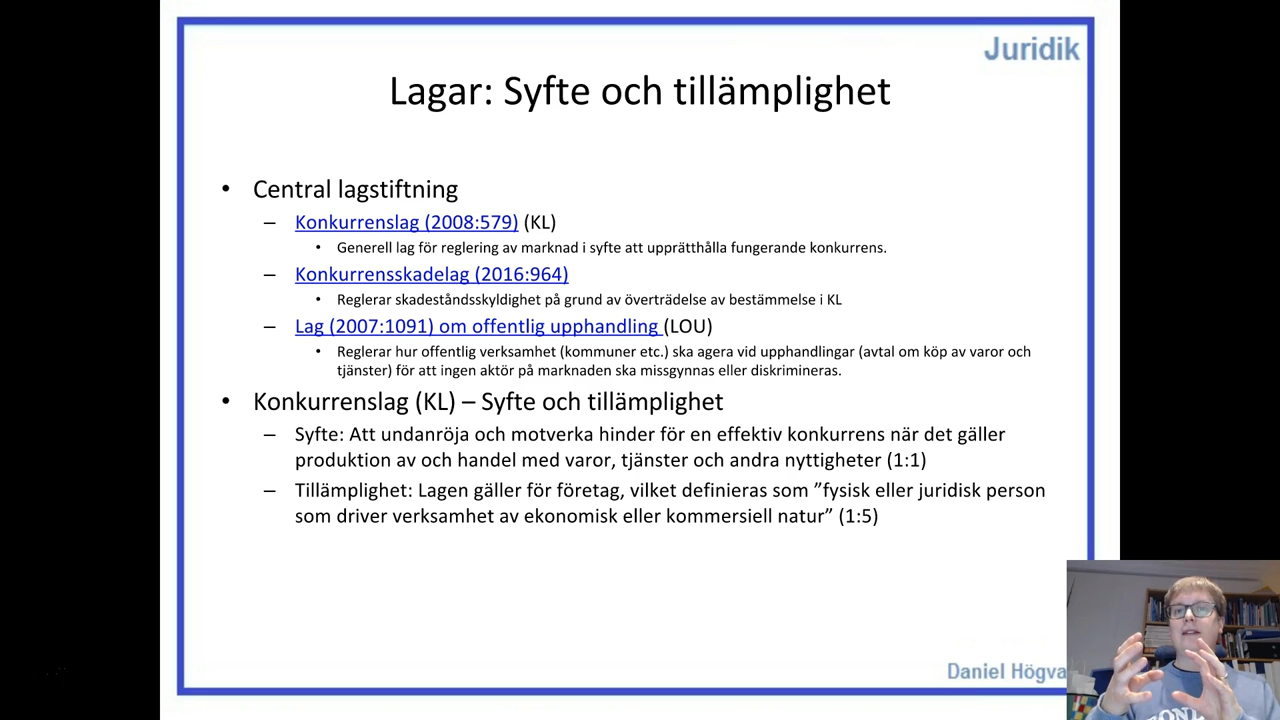 Juridik
Lagar: Syfte och tillämplighet
• Central lagstiftning
– Konkurrenslag (2008:579) (KL)
• Generell lag för reglering av marknad i syfte att upprätthålla fungerande konkurrens.
– Konkurrensskadelag (2016:964)
• Reglerar skadeståndsskyldighet på grund av överträdelse av bestämmelse i KL
– Lag (2007:1091) om offentlig upphandling (LOU)
• Reglerar hur offentlig verksamhet (kommuner etc.) ska agera vid upphandlingar (avtal om köp av varor och
tjänster) för att ingen aktör på marknaden ska missgynnas eller diskrimineras.
• Konkurrenslag (KL) – Syfte och tillämplighet
– Syfte: Att undanröja och motverka hinder för en effektiv konkurrens när det gäller
produktion av och handel med varor, tjänster och andra nyttigheter (1:1)
– Tillämplighet: Lagen gäller för företag, vilket definieras som ”fysisk eller juridisk person
som driver verksamhet av ekonomisk eller kommersiell natur” (1:5)
Daniel